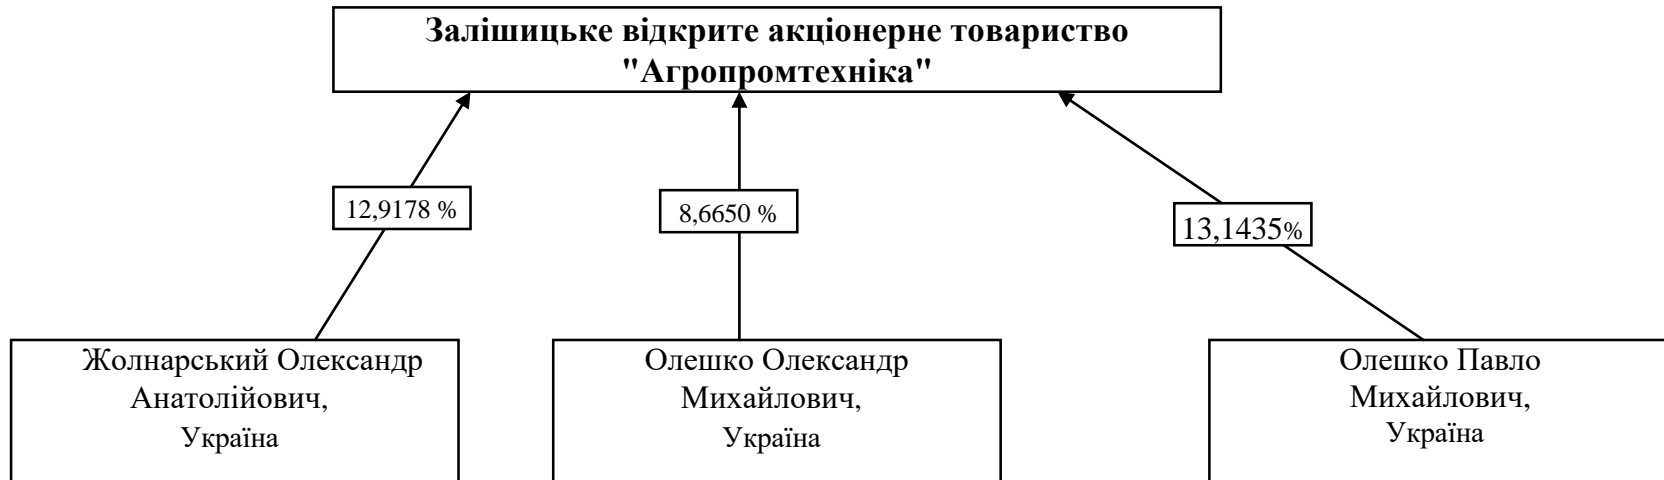 Залішицьке відкрите акціонерне товариство
"Агропромтехніка"
12,9178 %
8,6650 %
13,1435%
Жолнарський Олександр
Анатолійович,
Україна
Олешко Олександр
Михайлович,
Україна
Олешко Павло
Михайлович,
Україна